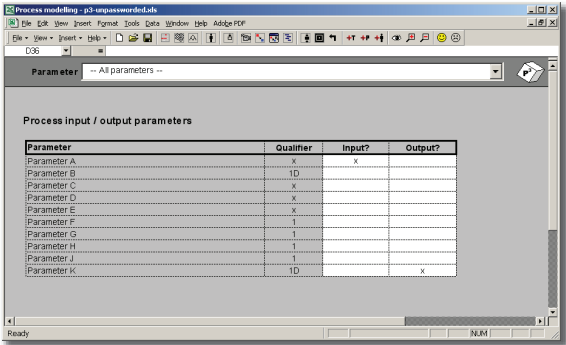 Process modelling - p3-unpassworded.xls
File Edit View Insert Format Tools Data Window Help Adobe PDF
File View Insert Help
D36 =
Parameter -- All parameters -- P³
Process input / output parameters
Parameter Qualifier Input? Output?
Parameter A x x
Parameter B 1D
Parameter C x
Parameter D x
Parameter E x
Parameter F 1
Parameter G 1
Parameter H 1
Parameter J 1
Parameter K 1D x
Ready NUM